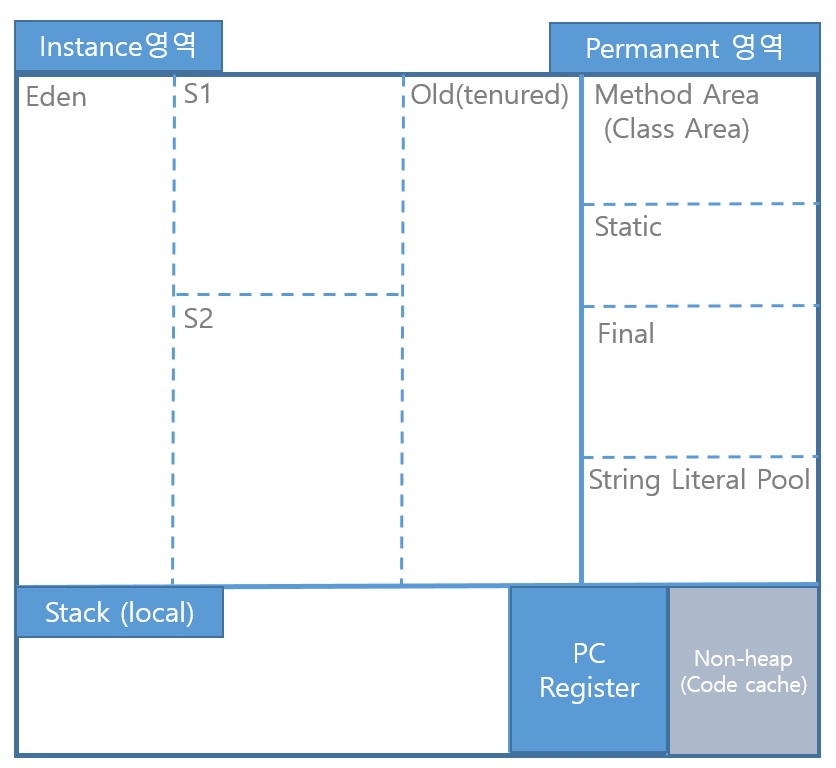 Instance영역
Permanent 영역
Eden
S1
Old(tenured)
Method Area
(Class Area)
Static
S2
Final
String Literal Pool
Stack (local)
PC
Register
Non-heap
(Code cache)